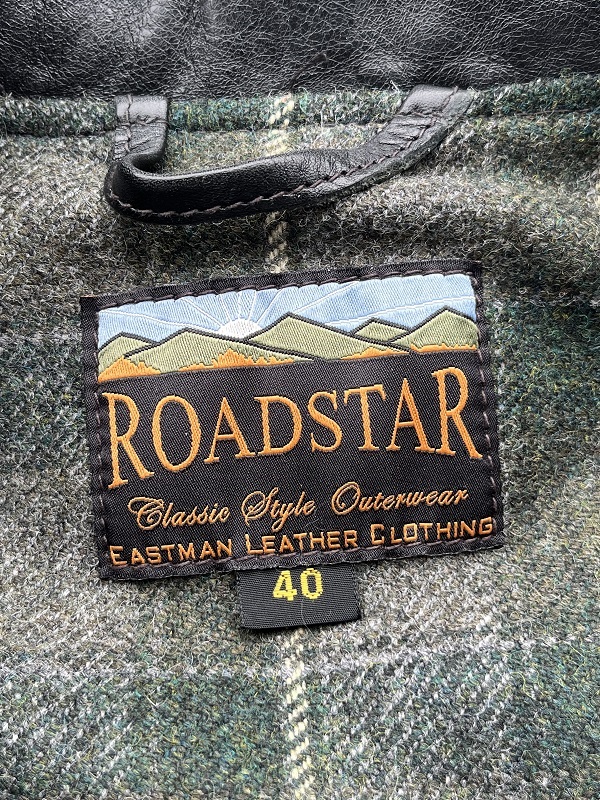 ROADSTAR
Classic Style Outerwear
EASTMAN LEATHER CLOTHING
40